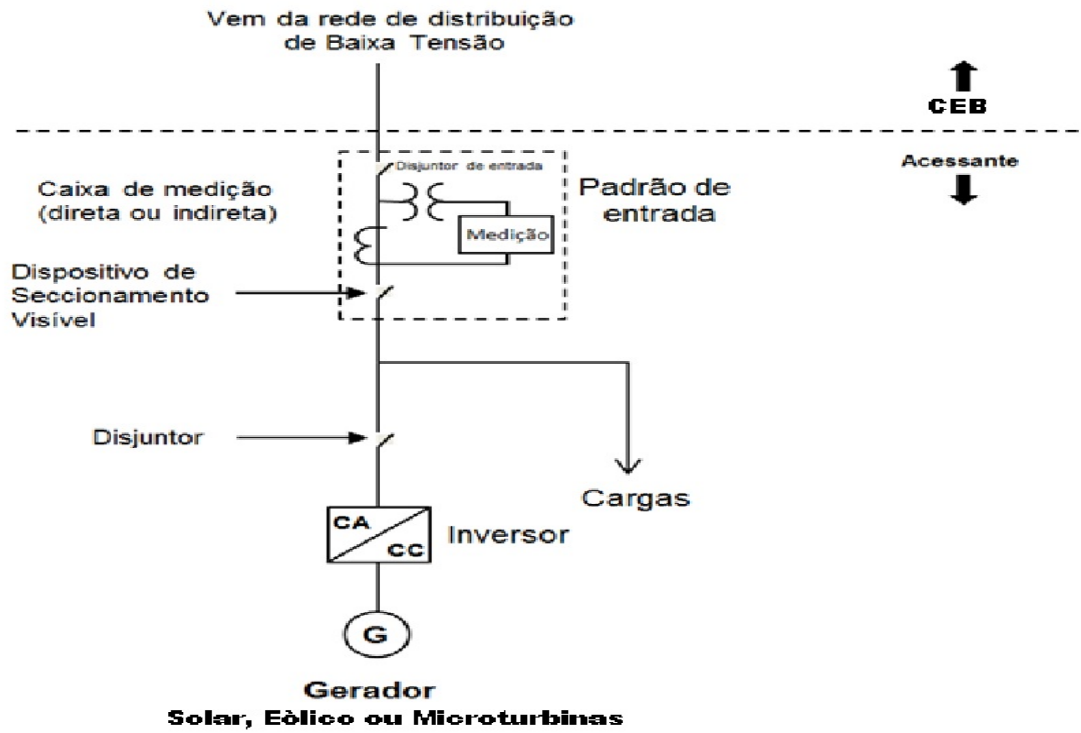 Vem da rede de distribuição
de Baixa Tensão
CEB
Acessante
Disjuntor de entrada
Padrão de
entrada
Caixa de medição
(direta ou indireta)
Medição
Dispositivo de
Seccionamento
Visível
Disjuntor
Cargas
CA
CC
Inversor
G
Gerador
Solar, Eòlico ou Microturbinas